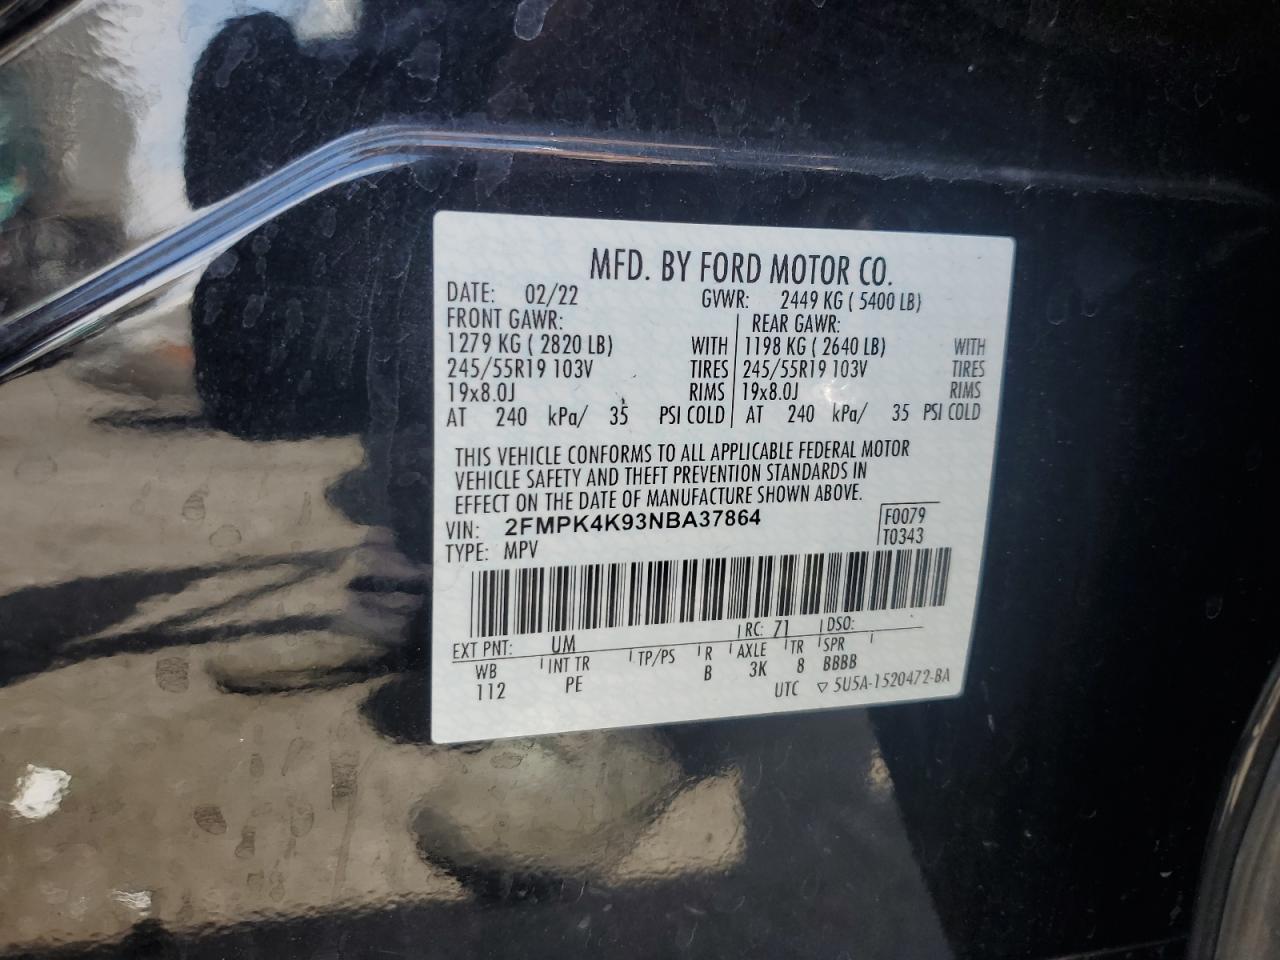 MFD. BY FORD MOTOR CO.
DATE: 02/22 GVWR: 2449 KG ( 5400 LB)
FRONT GAWR: REAR GAWR:
1279 KG ( 2820 LB) WITH 1198 KG ( 2640 LB) WITH
245/55R19 103V TIRES 245/55R19 103V TIRES
19x8.0J RIMS 19x8.0J RIMS
AT 240 kPa/ 35 PSI COLD AT 240 kPa/ 35 PSI COLD
THIS VEHICLE CONFORMS TO ALL APPLICABLE FEDERAL MOTOR
VEHICLE SAFETY AND THEFT PREVENTION STANDARDS IN
EFFECT ON THE DATE OF MANUFACTURE SHOWN ABOVE.
VIN: 2FMPK4K93NBA37864 F0079
TYPE: MPV T0343
EXT PNT: UM RC: 71 DSO:
WB INT TR TP/PS R AXLE TR SPR
112 PE B 3K 8 BBBB
UTC ▽ 5U5A-1520472-BA